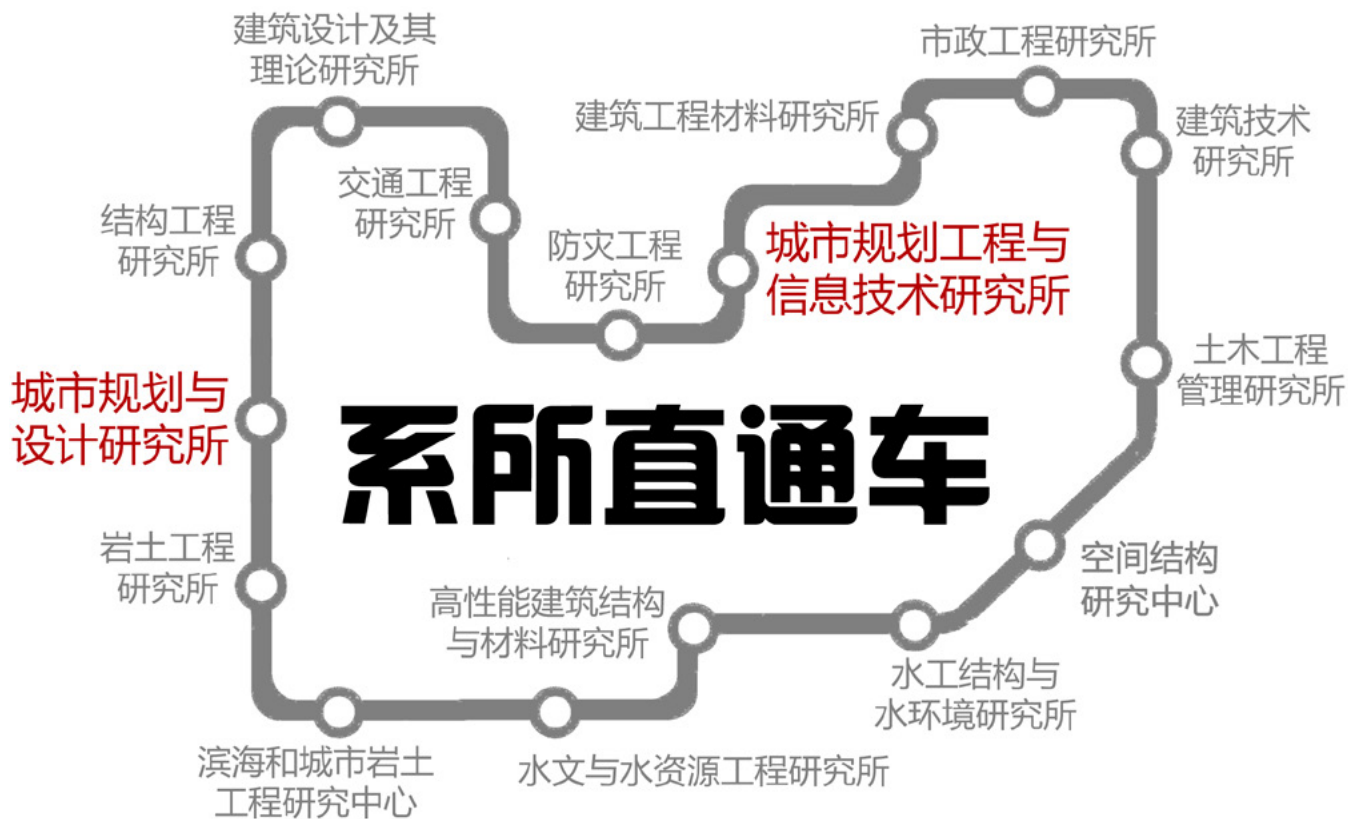 建筑设计及其
理论研究所
市政工程研究所
建筑工程材料研究所
建筑技术
研究所
交通工程
研究所
结构工程
研究所
防灾工程
研究所
城市规划工程与
信息技术研究所
土木工程
管理研究所
城市规划与
设计研究所
系所直通车
岩土工程
研究所
空间结构
研究中心
高性能建筑结构
与材料研究所
水工结构与
水环境研究所
滨海和城市岩土
工程研究中心
水文与水资源工程研究所